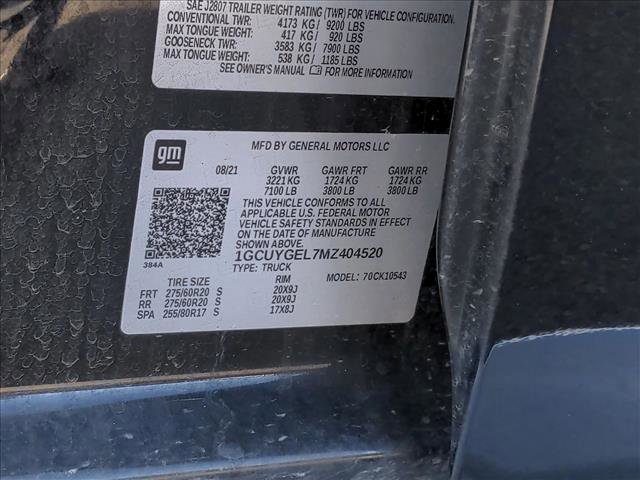 SAE J2807 TRAILER WEIGHT RATING (TWR) FOR VEHICLE CONFIGURATION.
CONVENTIONAL TWR: 4173 KG / 9200 LBS
MAX TONGUE WEIGHT: 417 KG / 920 LBS
GOOSENECK TWR: 3583 KG / 7900 LBS
MAX TONGUE WEIGHT: 538 KG / 1185 LBS
SEE OWNER'S MANUAL FOR MORE INFORMATION.
gm
MFD BY GENERAL MOTORS LLC
08/21 GVWR GAWR FRT GAWR RR
3221 KG 1724 KG 1724 KG
7100 LB 3800 LB 3800 LB
THIS VEHICLE CONFORMS TO ALL
APPLICABLE U.S. FEDERAL MOTOR
VEHICLE SAFETY STANDARDS IN EFFECT
ON THE DATE OF MANUFACTURE
SHOWN ABOVE.
1GCUYGEL7MZ404520
384A
TYPE: TRUCK MODEL: 70CK10543
TIRE SIZE RIM
FRT 275/60R20 S 20X9J
RR 275/60R20 S 20X9J
SPA 255/80R17 S 17X8J